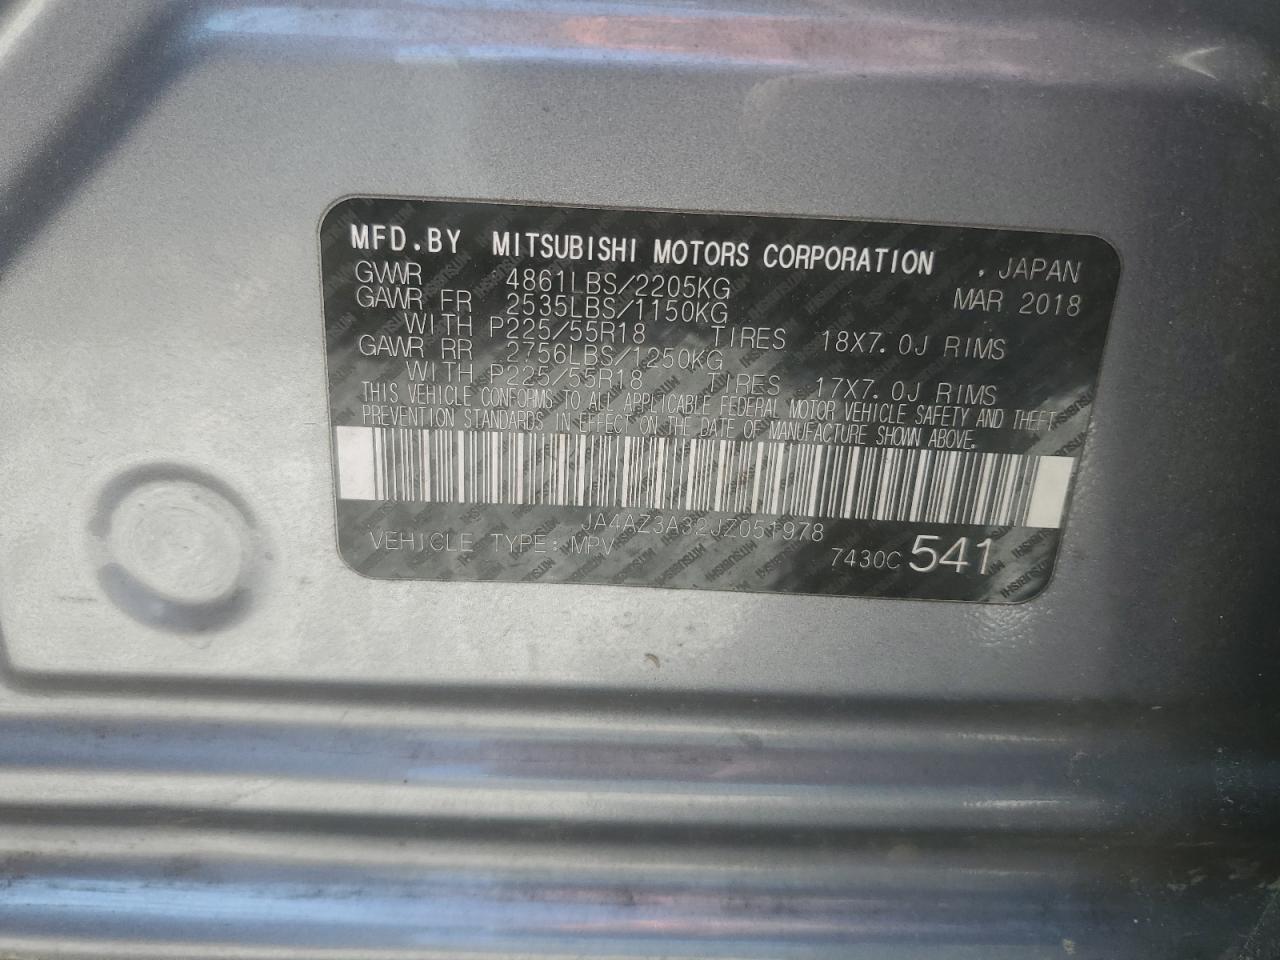 MFD.BY MITSUBISHI MOTORS CORPORATION . JAPAN
GVWR 4861LBS/2205KG MAR 2018
GAWR FR 2535LBS/1150KG
WITH P225/55R18 TIRES 18X7.0J RIMS
GAWR RR 2756LBS/1250KG
WITH P225/55R18 TIRES 17X7.0J RIMS
THIS VEHICLE CONFORMS TO ALL APPLICABLE FEDERAL MOTOR VEHICLE SAFETY AND THEFT
PREVENTION STANDARDS IN EFFECT ON THE DATE OF MANUFACTURE SHOWN ABOVE.
JA4AZ3A32JZ051978
VEHICLE TYPE: MPV 7430C 541